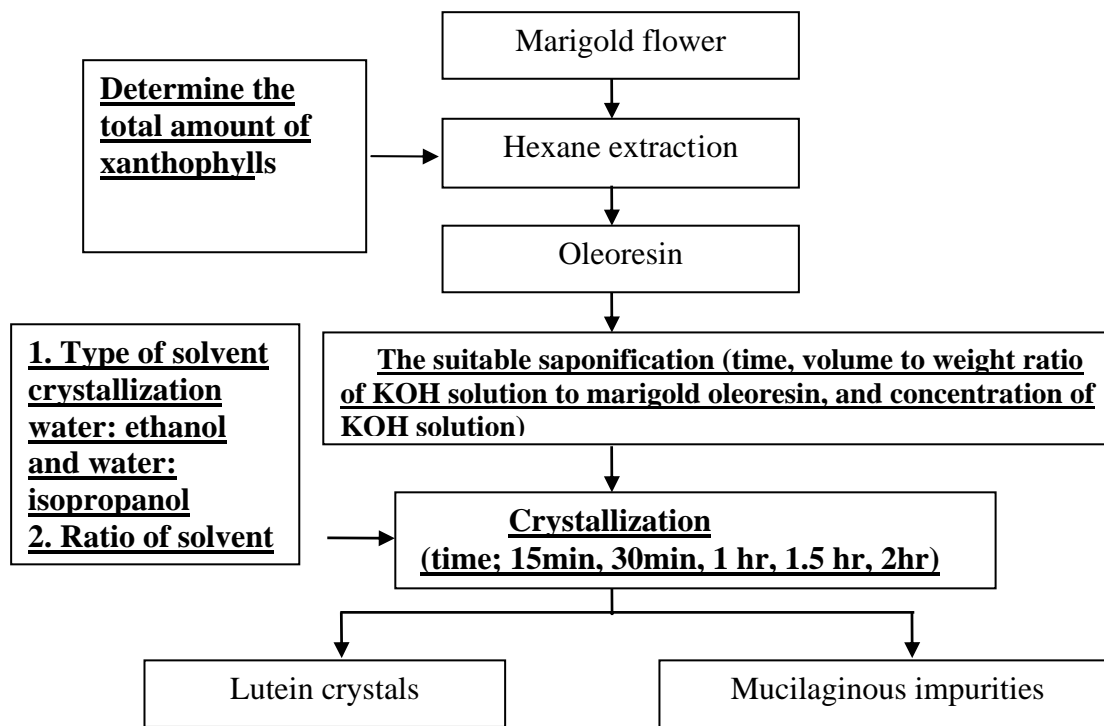 Marigold flower
Determine the
total amount of
xanthophylls
Hexane extraction
Oleoresin
1. Type of solvent
crystallization
water: ethanol
and water:
isopropanol
2. Ratio of solvent
The suitable saponification (time, volume to weight ratio
of KOH solution to marigold oleoresin, and concentration of
KOH solution)
Crystallization
(time; 15min, 30min, 1 hr, 1.5 hr, 2hr)
Lutein crystals
Mucilaginous impurities